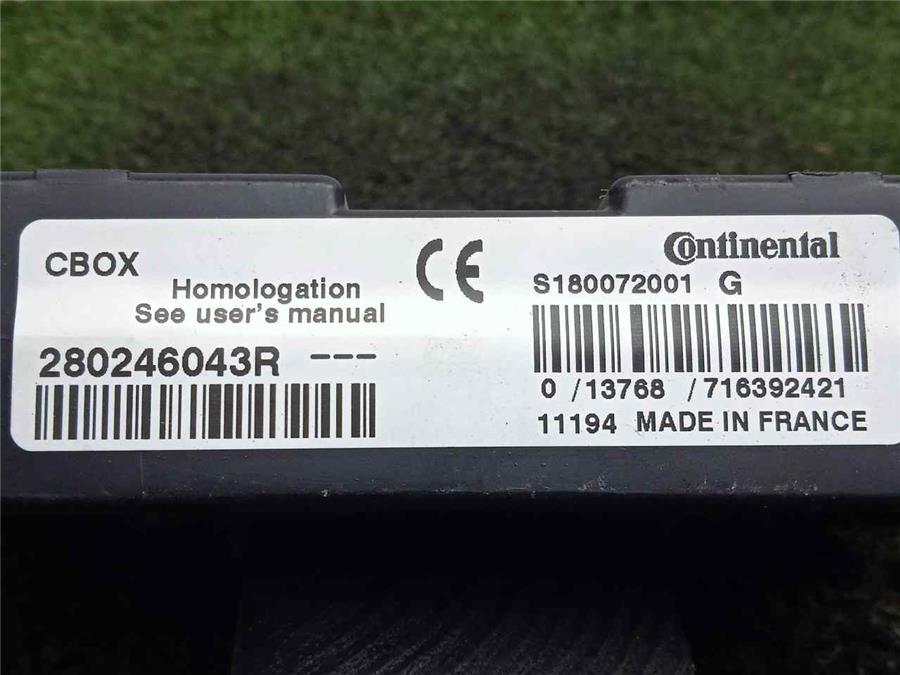 CBOX
Homologation
See user's manual
280246043R ---
CE
Continental
S180072001 G
0 /13768 /716392421
11194 MADE IN FRANCE